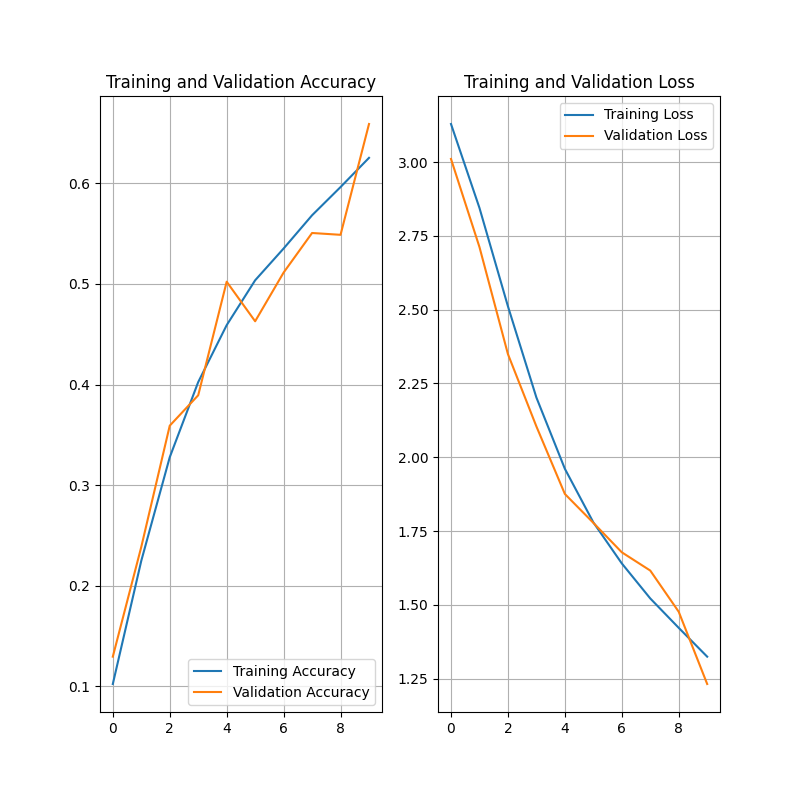 Training and Validation Accuracy
0.6
0.5
0.4
0.3
0.2
0.1
0 2 4 6 8
Training Accuracy
Validation Accuracy
Training and Validation Loss
3.00
2.75
2.50
2.25
2.00
1.75
1.50
1.25
0 2 4 6 8
Training Loss
Validation Loss